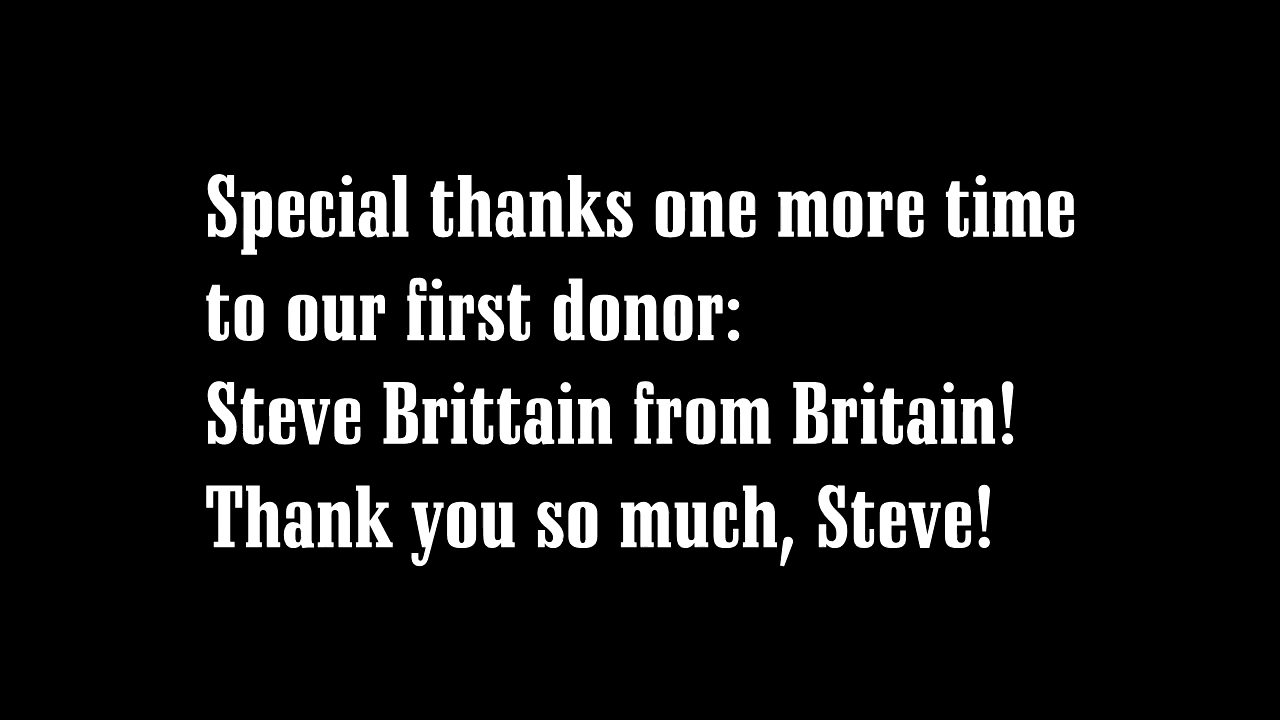 Special thanks one more time
to our first donor:
Steve Brittain from Britain!
Thank you so much, Steve!